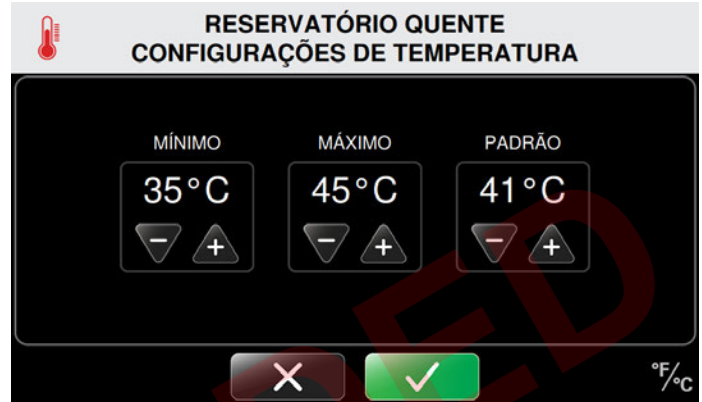 RESERVATÓRIO QUENTE
CONFIGURAÇÕES DE TEMPERATURA
MÍNIMO MÁXIMO PADRÃO
35°C 45°C 41°C
- + - + - +
°F/°C